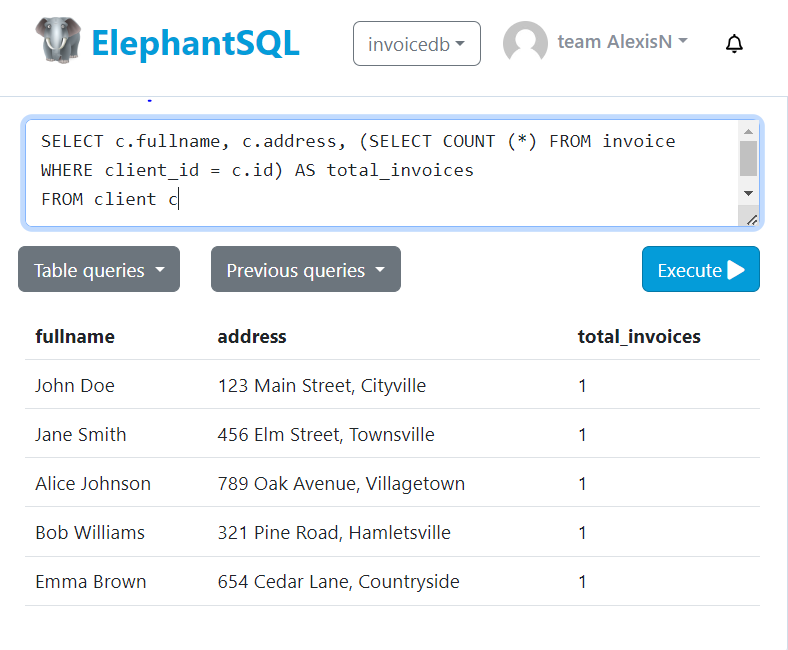 ElephantSQL
invoicedb
team AlexisN
SELECT c.fullname, c.address, (SELECT COUNT (*) FROM invoice
WHERE client_id = c.id) AS total_invoices
FROM client c
Table queries
Previous queries
Execute
fullname address total_invoices
John Doe 123 Main Street, Cityville 1
Jane Smith 456 Elm Street, Townsville 1
Alice Johnson 789 Oak Avenue, Villagetown 1
Bob Williams 321 Pine Road, Hamletsville 1
Emma Brown 654 Cedar Lane, Countryside 1